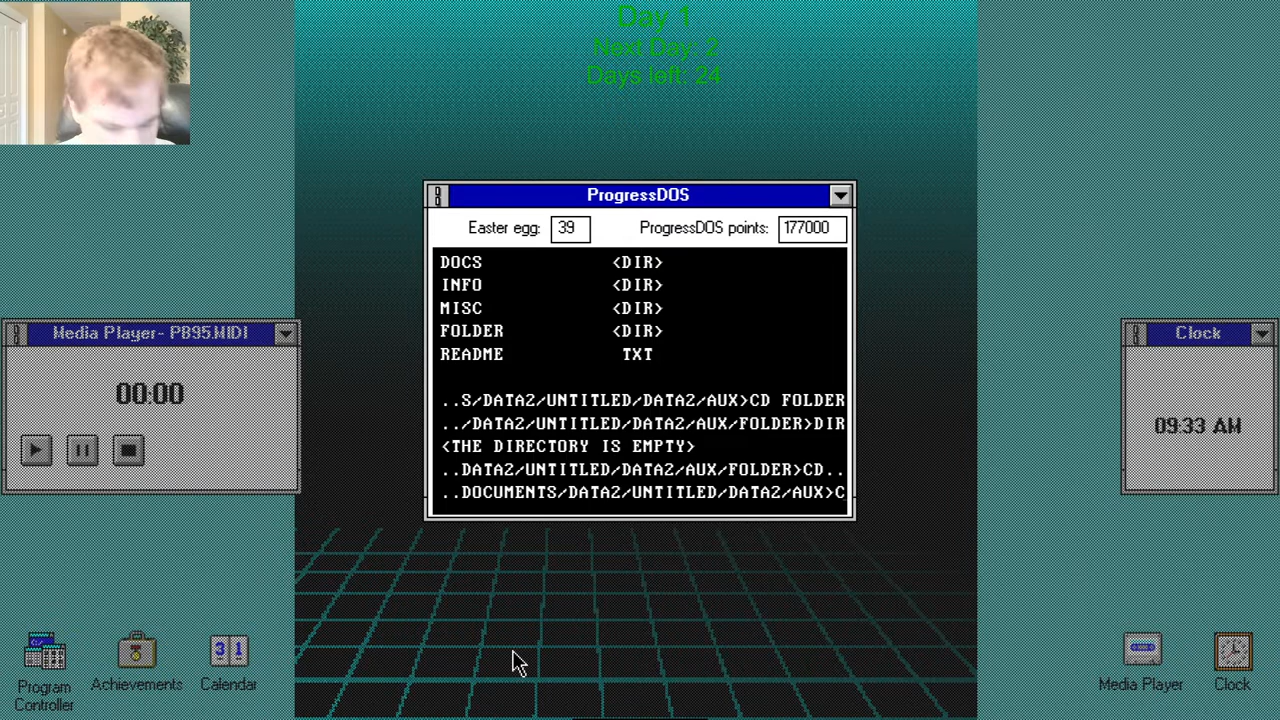 Day 1
Next Day: 2
Days left: 24
ProgressDOS
Easter egg: 39 ProgressDOS points: 177000
DOCS <DIR>
INFO <DIR>
MISC <DIR>
FOLDER <DIR>
README TXT
..S/DATA2/UNTITLED/DATA2/AUX>CD FOLDER
../DATA2/UNTITLED/DATA2/AUX/FOLDER>DIR
<THE DIRECTORY IS EMPTY>
..DATA2/UNTITLED/DATA2/AUX/FOLDER>CD..
..DOCUMENTS/DATA2/UNTITLED/DATA2/AUX>C_
Media Player- PB95.MIDI
00:00
Clock
09:33 AM
Program
Controller
Achievements
31
Calendar
Media Player
Clock